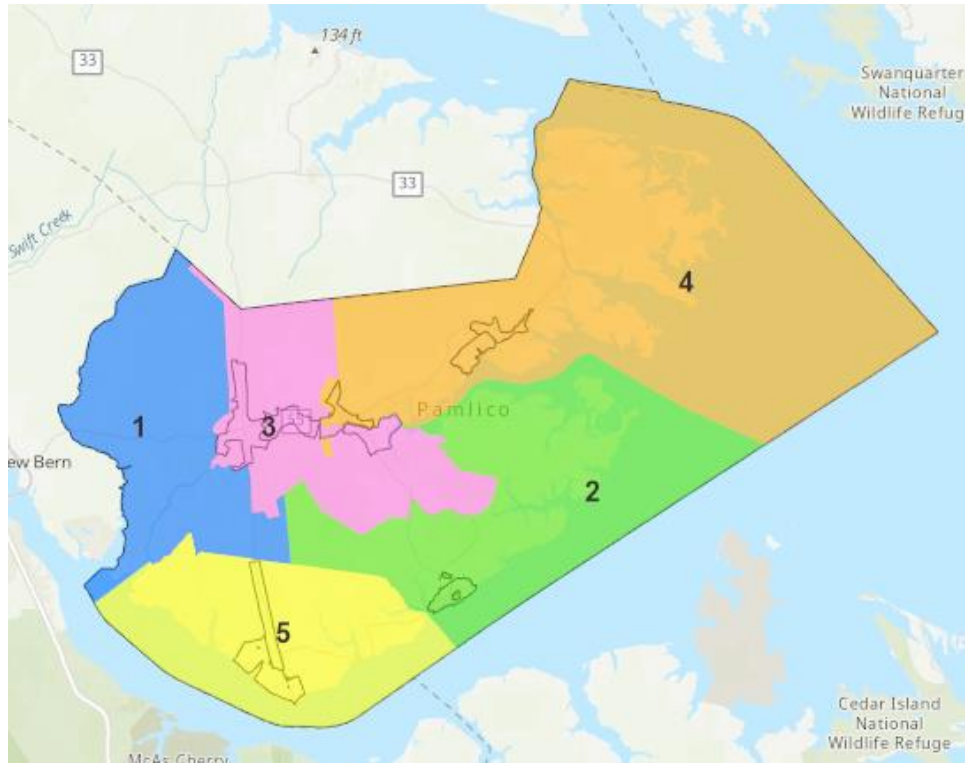 134 ft
33
Swanquarter
National
Wildlife Refug
33
Swift Creek
4
Pamlico
1
3
ew Bern
2
5
Cedar Island
National
Wildlife Refuge
McAs Cherry